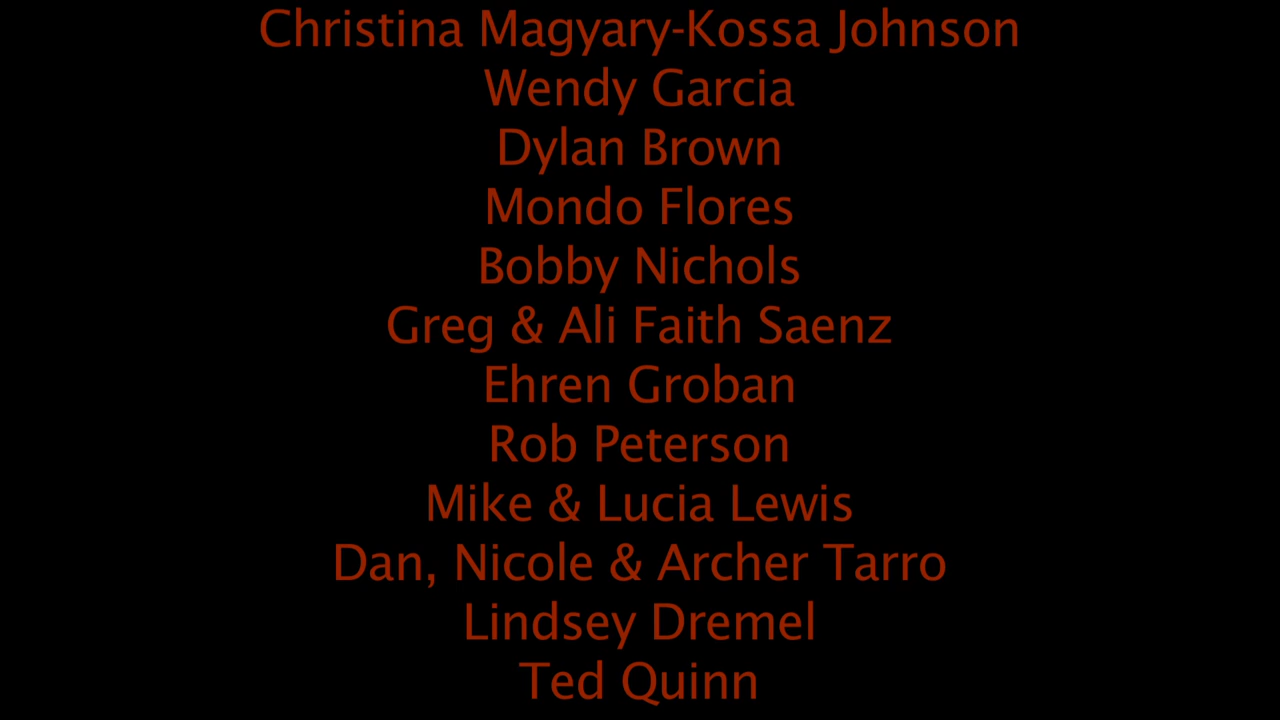 Christina Magyary-Kossa Johnson
Wendy Garcia
Dylan Brown
Mondo Flores
Bobby Nichols
Greg & Ali Faith Saenz
Ehren Groban
Rob Peterson
Mike & Lucia Lewis
Dan, Nicole & Archer Tarro
Lindsey Dremel
Ted Quinn